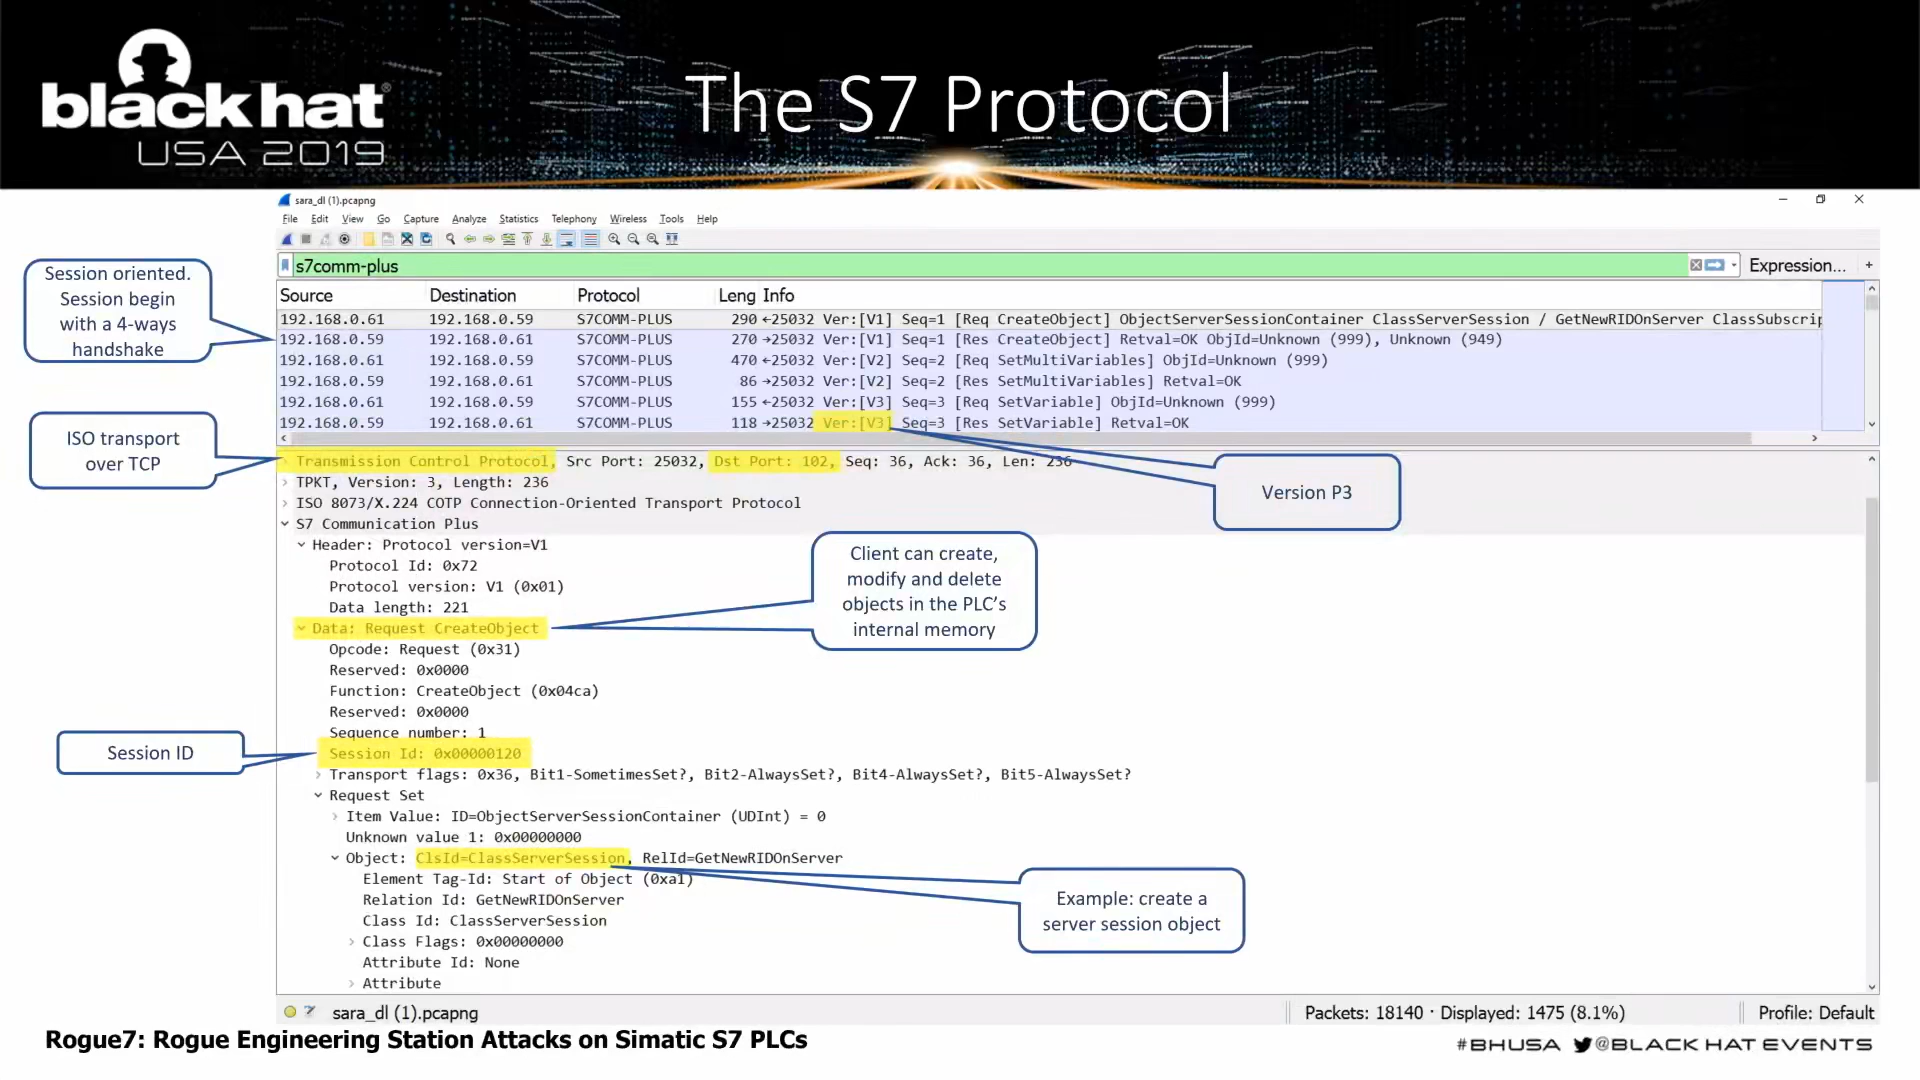 black hat®
USA 2019
The S7 Protocol
sara_dl (1).pcapng
File Edit View Go Capture Analyze Statistics Telephony Wireless Tools Help
s7comm-plus
Expression... +
Source Destination Protocol Leng Info
192.168.0.61 192.168.0.59 S7COMM-PLUS 290 ←25032 Ver:[V1] Seq=1 [Req CreateObject] ObjectServerSessionContainer ClassServerSession / GetNewRIDOnServer ClassSubscrip
192.168.0.59 192.168.0.61 S7COMM-PLUS 270 →25032 Ver:[V1] Seq=1 [Res CreateObject] Retval=OK ObjId=Unknown (999), Unknown (949)
192.168.0.61 192.168.0.59 S7COMM-PLUS 470 ←25032 Ver:[V2] Seq=2 [Req SetMultiVariables] ObjId=Unknown (999)
192.168.0.59 192.168.0.61 S7COMM-PLUS 86 →25032 Ver:[V2] Seq=2 [Res SetMultiVariables] Retval=OK
192.168.0.61 192.168.0.59 S7COMM-PLUS 155 ←25032 Ver:[V3] Seq=3 [Req SetVariable] ObjId=Unknown (999)
192.168.0.59 192.168.0.61 S7COMM-PLUS 118 →25032 Ver:[V3] Seq=3 [Res SetVariable] Retval=OK
Session oriented.
Session begin
with a 4-ways
handshake
ISO transport
over TCP
Transmission Control Protocol, Src Port: 25032, Dst Port: 102, Seq: 36, Ack: 36, Len: 236
TPKT, Version: 3, Length: 236
ISO 8073/X.224 COTP Connection-Oriented Transport Protocol
Version P3
S7 Communication Plus
Header: Protocol version=V1
Protocol Id: 0x72
Protocol version: V1 (0x01)
Data length: 221
Client can create,
modify and delete
objects in the PLC's
internal memory
Data: Request CreateObject
Opcode: Request (0x31)
Reserved: 0x0000
Function: CreateObject (0x04ca)
Reserved: 0x0000
Sequence number: 1
Session ID
Session Id: 0x00000120
Transport flags: 0x36, Bit1-SometimesSet?, Bit2-AlwaysSet?, Bit4-AlwaysSet?, Bit5-AlwaysSet?
Request Set
Item Value: ID=ObjectServerSessionContainer (UDInt) = 0
Unknown value 1: 0x00000000
Object: ClsId=ClassServerSession, RelId=GetNewRIDOnServer
Element Tag-Id: Start of Object (0xa1)
Relation Id: GetNewRIDOnServer
Class Id: ClassServerSession
Class Flags: 0x00000000
Attribute Id: None
Attribute
Example: create a
server session object
sara_dl (1).pcapng
Packets: 18140 · Displayed: 1475 (8.1%)
Profile: Default
Rogue7: Rogue Engineering Station Attacks on Simatic S7 PLCs
#BHUSA @BLACK HAT EVENTS